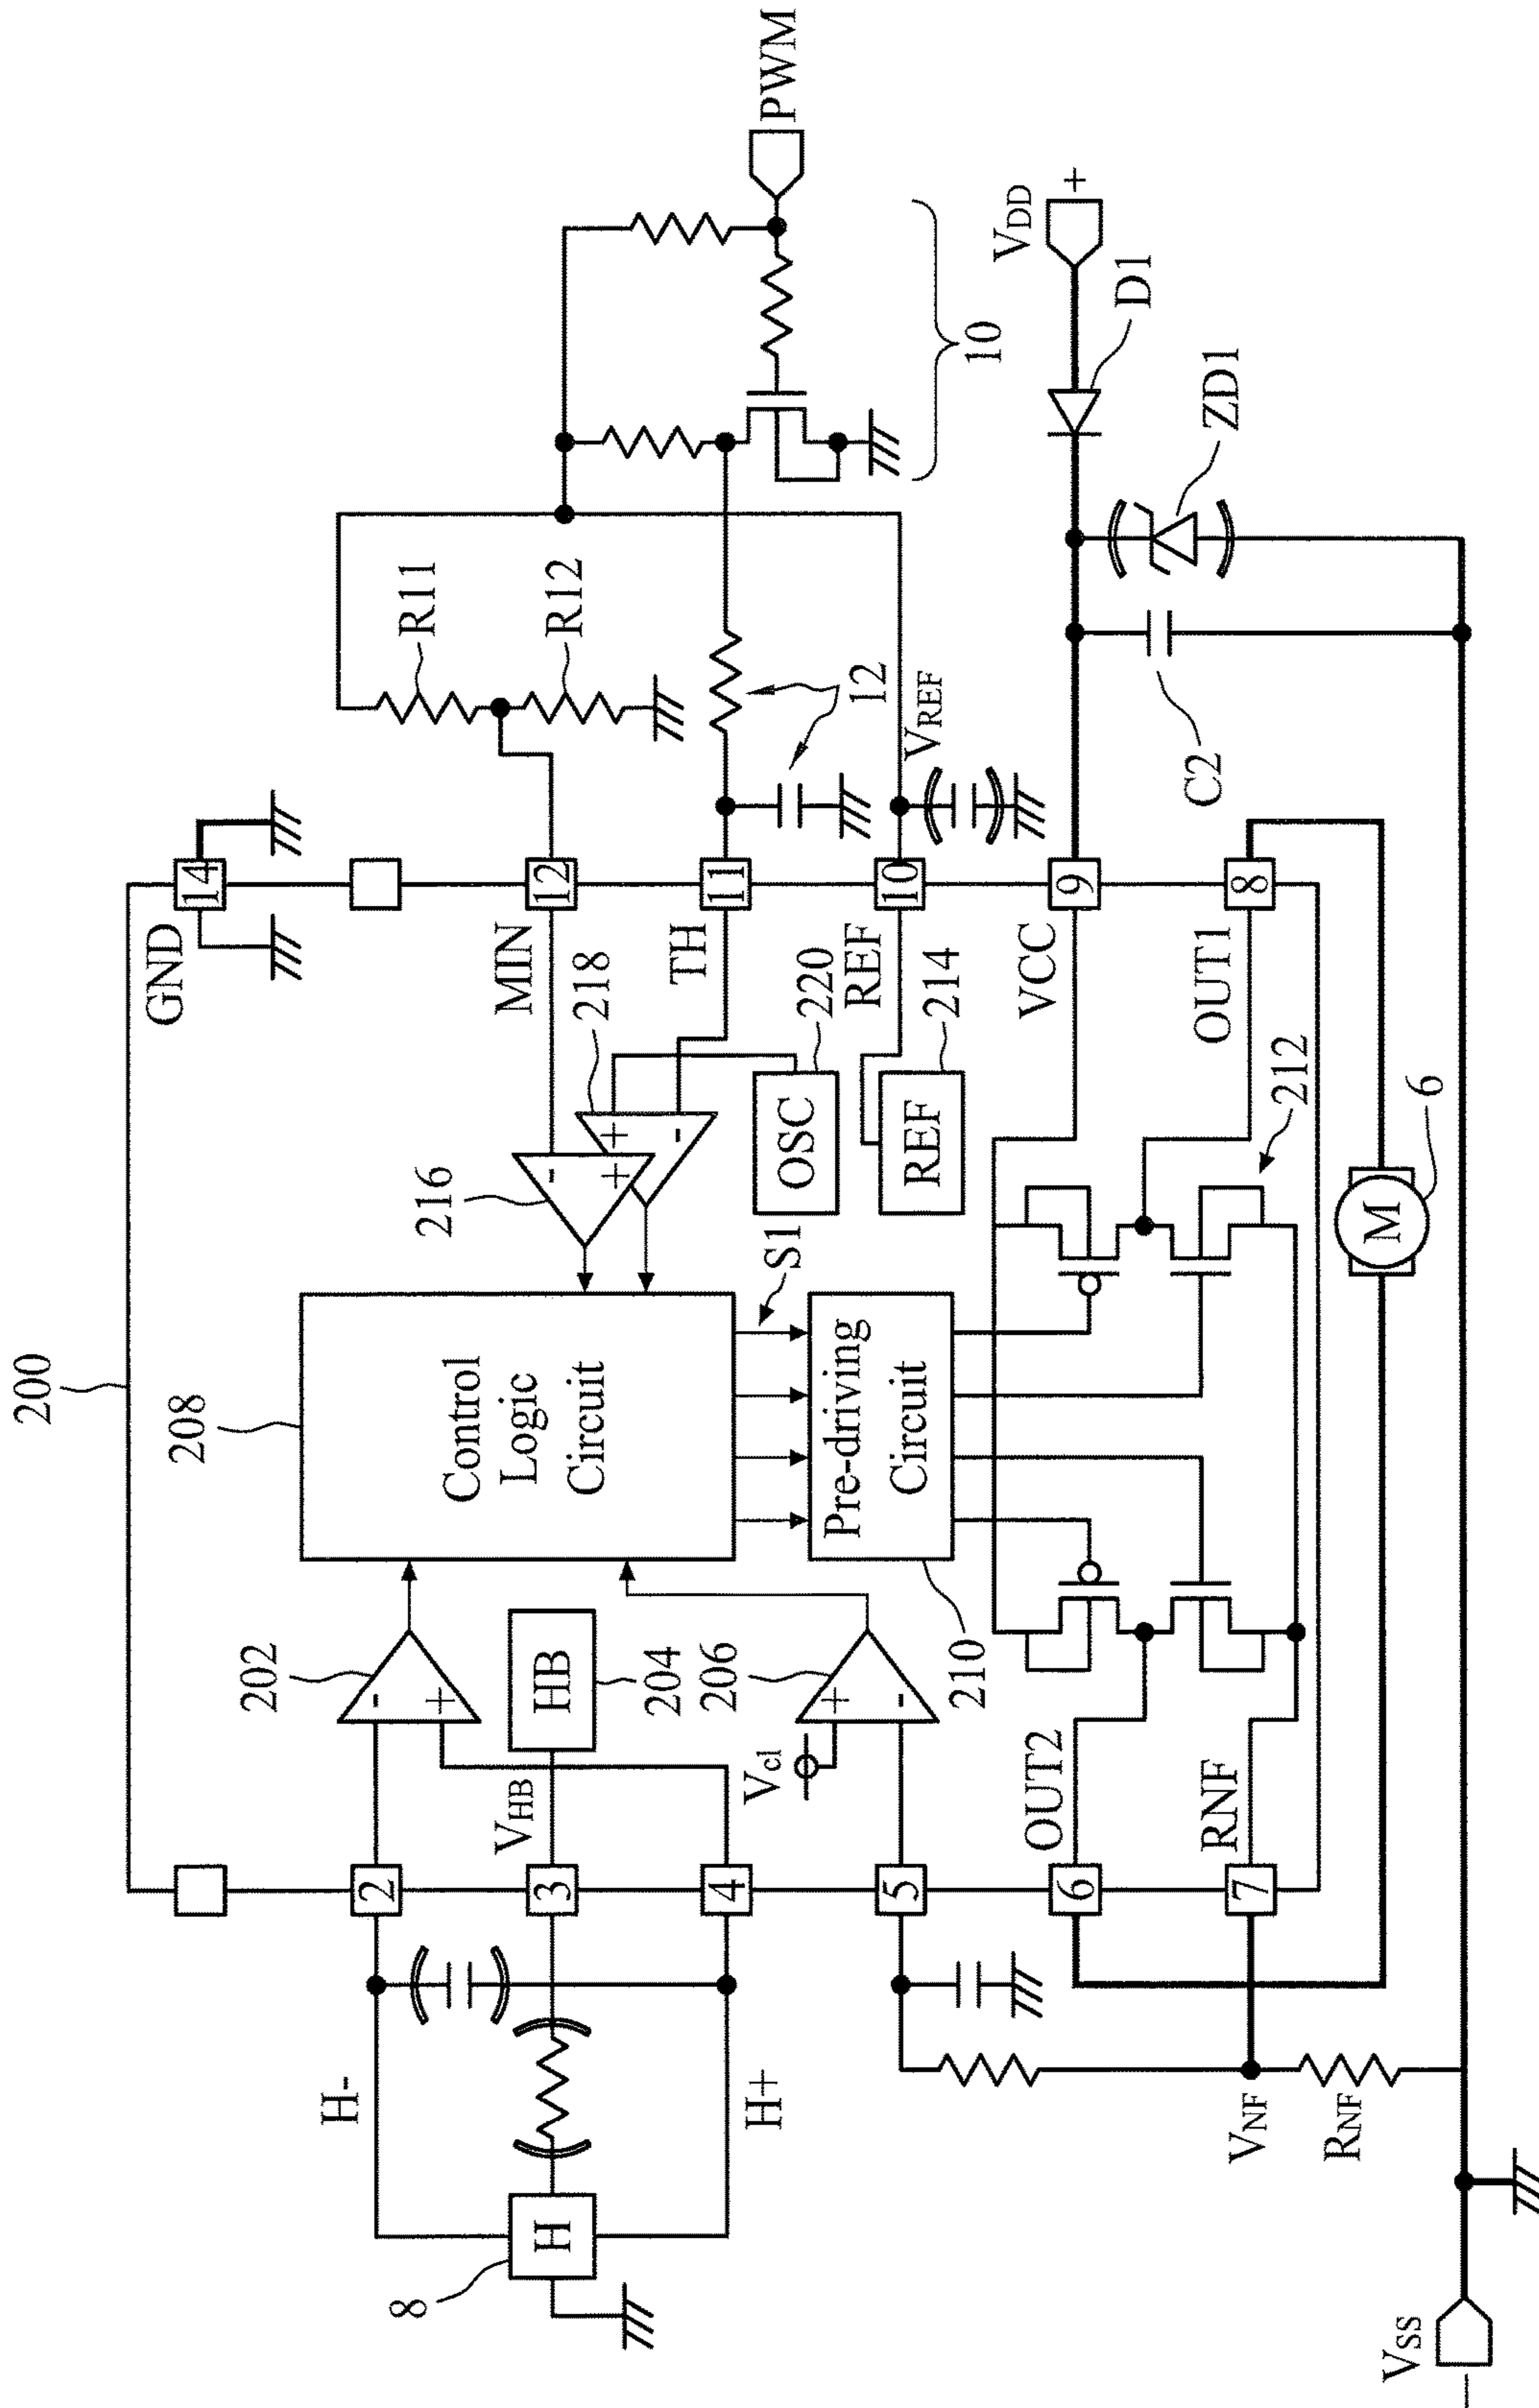 200
GND
14
208
Control
Logic
Circuit
202
-
+
2
H-
HB
204
VHB
3
H
8
4
H+
216
-
+
218
+
-
MIN
12
R11
R12
TH
11
12
PWM
10
OSC
220
REF
214
REF
10
VREF
S1
Pre-driving
Circuit
210
206
+
-
Vcl
5
VCC
9
VDD
+
D1
ZD1
C2
OUT1
8
212
OUT2
6
RNF
7
M
6
VNF
RNF
VSS
-